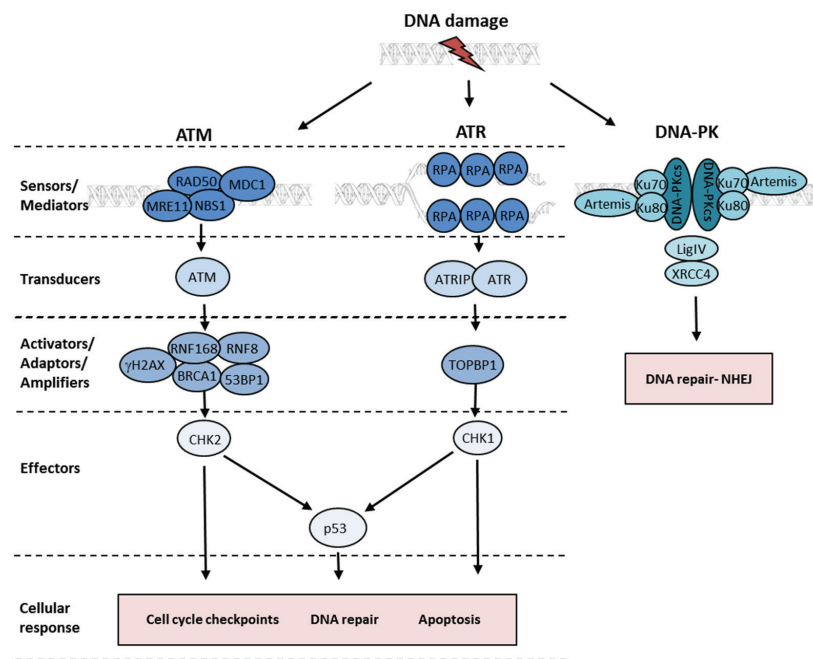 DNA damage
ATM
ATR
DNA-PK
Sensors/
Mediators
RAD50
MDC1
MRE11
NBS1
RPA
RPA
RPA
RPA
RPA
RPA
Ku70
Ku80
Artemis
DNA-PKcs
DNA-PKcs
Ku70
Ku80
Artemis
LigIV
XRCC4
Transducers
ATM
ATRIP
ATR
Activators/
Adaptors/
Amplifiers
RNF168
RNF8
γH2AX
BRCA1
53BP1
TOPBP1
DNA repair- NHEJ
Effectors
CHK2
CHK1
p53
Cellular
response
Cell cycle checkpoints DNA repair Apoptosis